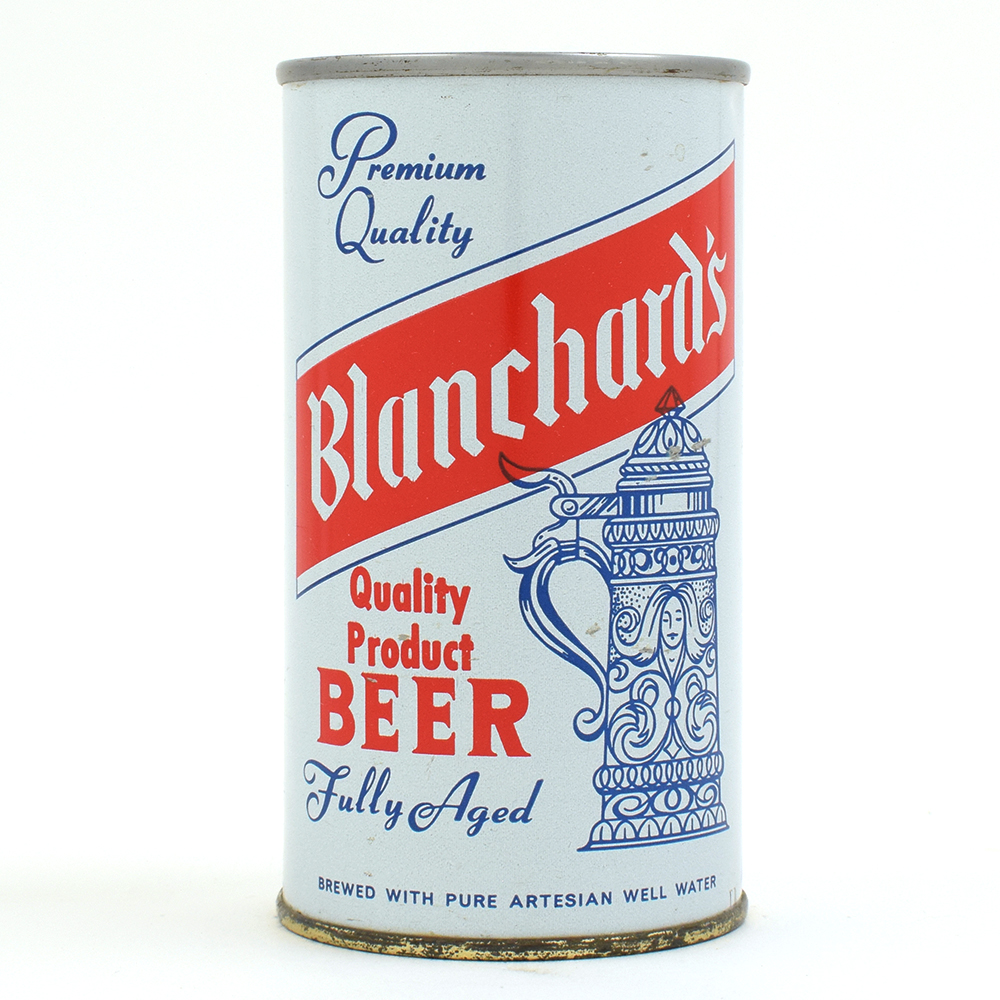 Premium
Quality
Blanchard's
Quality
Product
BEER
Fully Aged
BREWED WITH PURE ARTESIAN WELL WATER